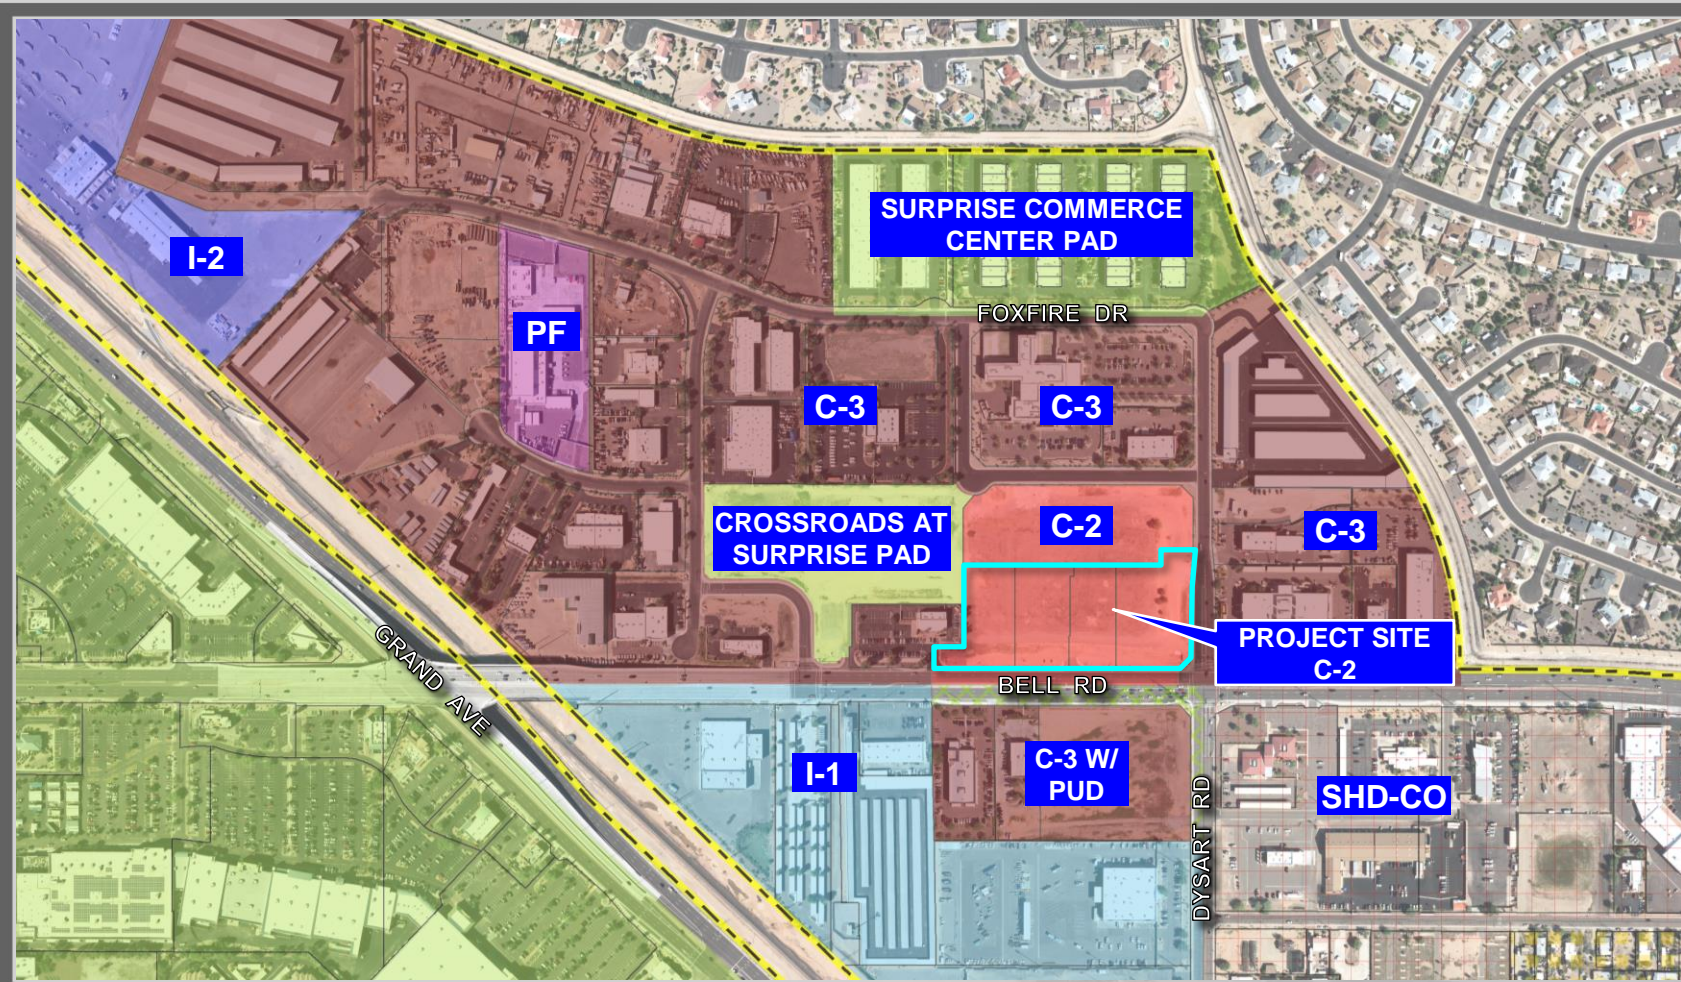 SURPRISE COMMERCE
CENTER PAD
I-2
FOXFIRE DR
PF
C-3
C-3
CROSSROADS AT
SURPRISE PAD
C-2
C-3
PROJECT SITE
C-2
GRAND AVE
BELL RD
I-1
C-3 W/
PUD
DYSART RD
SHD-CO